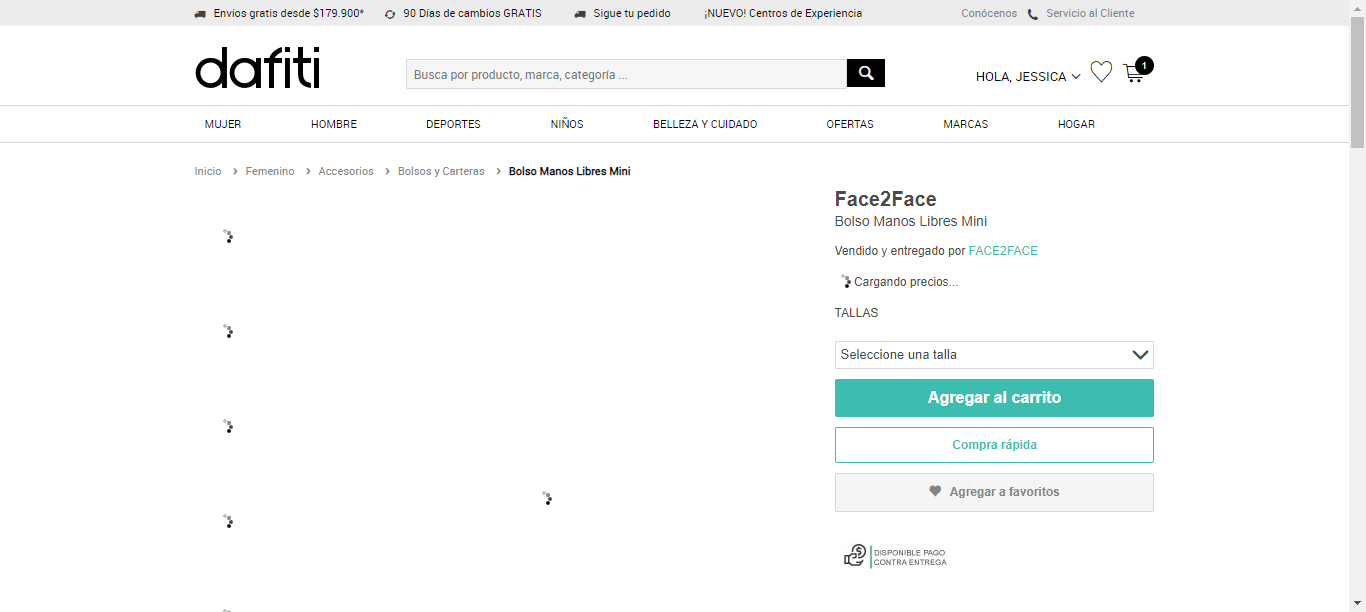 Envíos gratis desde $179.900* 90 Días de cambios GRATIS Sigue tu pedido ¡NUEVO! Centros de Experiencia Conócenos Servicio al Cliente
dafiti
Busca por producto, marca, categoría ...
HOLA, JESSICA
1
MUJER HOMBRE DEPORTES NIÑOS BELLEZA Y CUIDADO OFERTAS MARCAS HOGAR
Inicio › Femenino › Accesorios › Bolsos y Carteras › Bolso Manos Libres Mini
Face2Face
Bolso Manos Libres Mini
Vendido y entregado por FACE2FACE
Cargando precios...
TALLAS
Seleccione una talla
Agregar al carrito
Compra rápida
Agregar a favoritos
DISPONIBLE PAGO
CONTRA ENTREGA